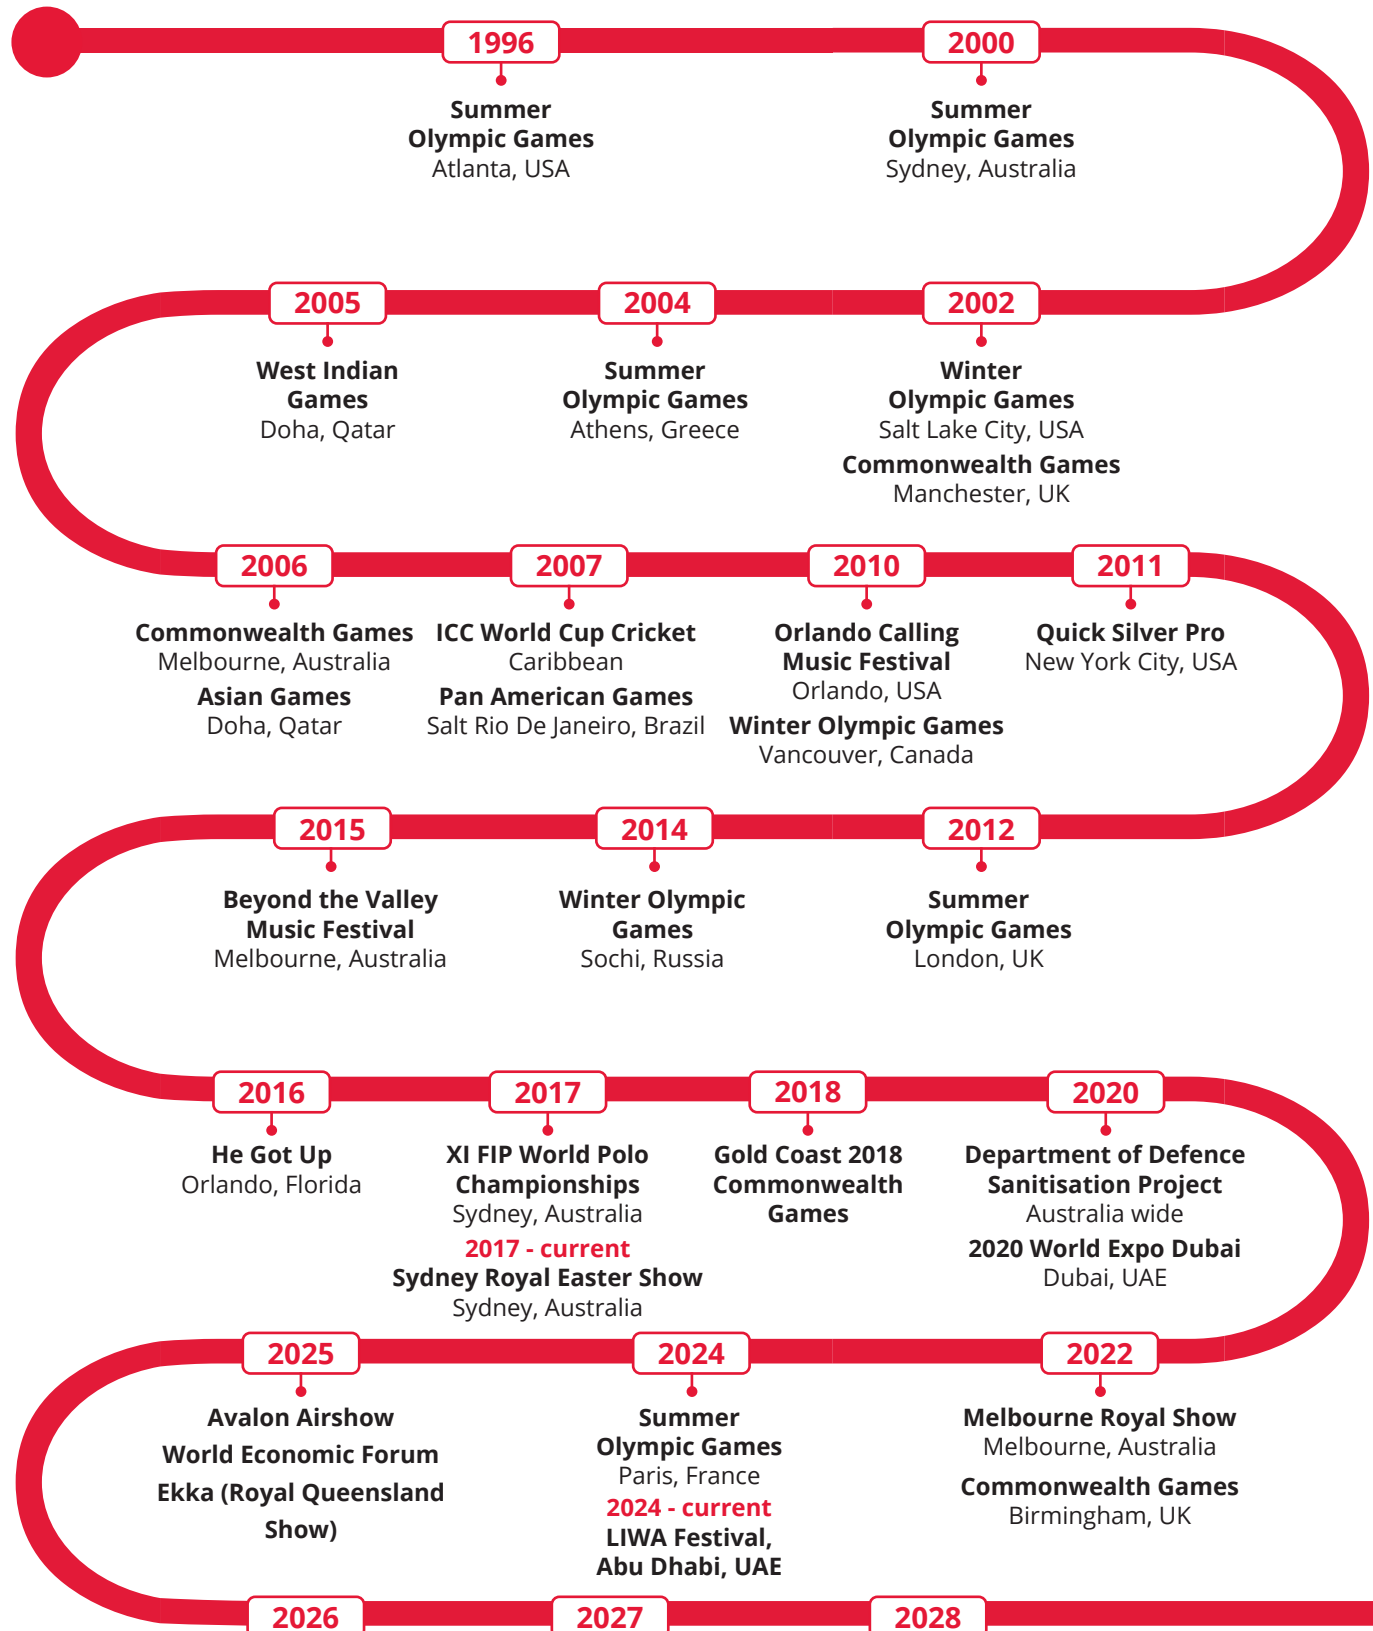 1996
Summer
Olympic Games
Atlanta, USA
2000
Summer
Olympic Games
Sydney, Australia
2002
Winter
Olympic Games
Salt Lake City, USA
Commonwealth Games
Manchester, UK
2004
Summer
Olympic Games
Athens, Greece
2005
West Indian
Games
Doha, Qatar
2006
Commonwealth Games
Melbourne, Australia
Asian Games
Doha, Qatar
2007
ICC World Cup Cricket
Caribbean
Pan American Games
Salt Rio De Janeiro, Brazil
2010
Orlando Calling
Music Festival
Orlando, USA
Winter Olympic Games
Vancouver, Canada
2011
Quick Silver Pro
New York City, USA
2012
Summer
Olympic Games
London, UK
2014
Winter Olympic
Games
Sochi, Russia
2015
Beyond the Valley
Music Festival
Melbourne, Australia
2016
He Got Up
Orlando, Florida
2017
XI FIP World Polo
Championships
Sydney, Australia
2017 - current
Sydney Royal Easter Show
Sydney, Australia
2018
Gold Coast 2018
Commonwealth
Games
2020
Department of Defence
Sanitisation Project
Australia wide
2020 World Expo Dubai
Dubai, UAE
2022
Melbourne Royal Show
Melbourne, Australia
Commonwealth Games
Birmingham, UK
2024
Summer
Olympic Games
Paris, France
2024 - current
LIWA Festival,
Abu Dhabi, UAE
2025
Avalon Airshow
World Economic Forum
Ekka (Royal Queensland
Show)
2026
2027
2028